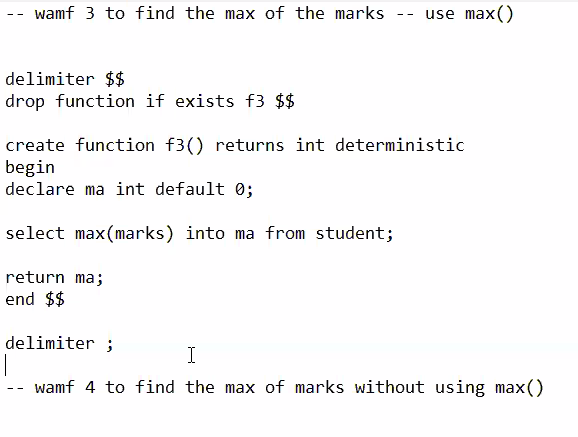 -- wamf 3 to find the max of the marks -- use max()
delimiter $$
drop function if exists f3 $$
create function f3() returns int deterministic
begin
declare ma int default 0;
select max(marks) into ma from student;
return ma;
end $$
delimiter ;
-- wamf 4 to find the max of marks without using max()